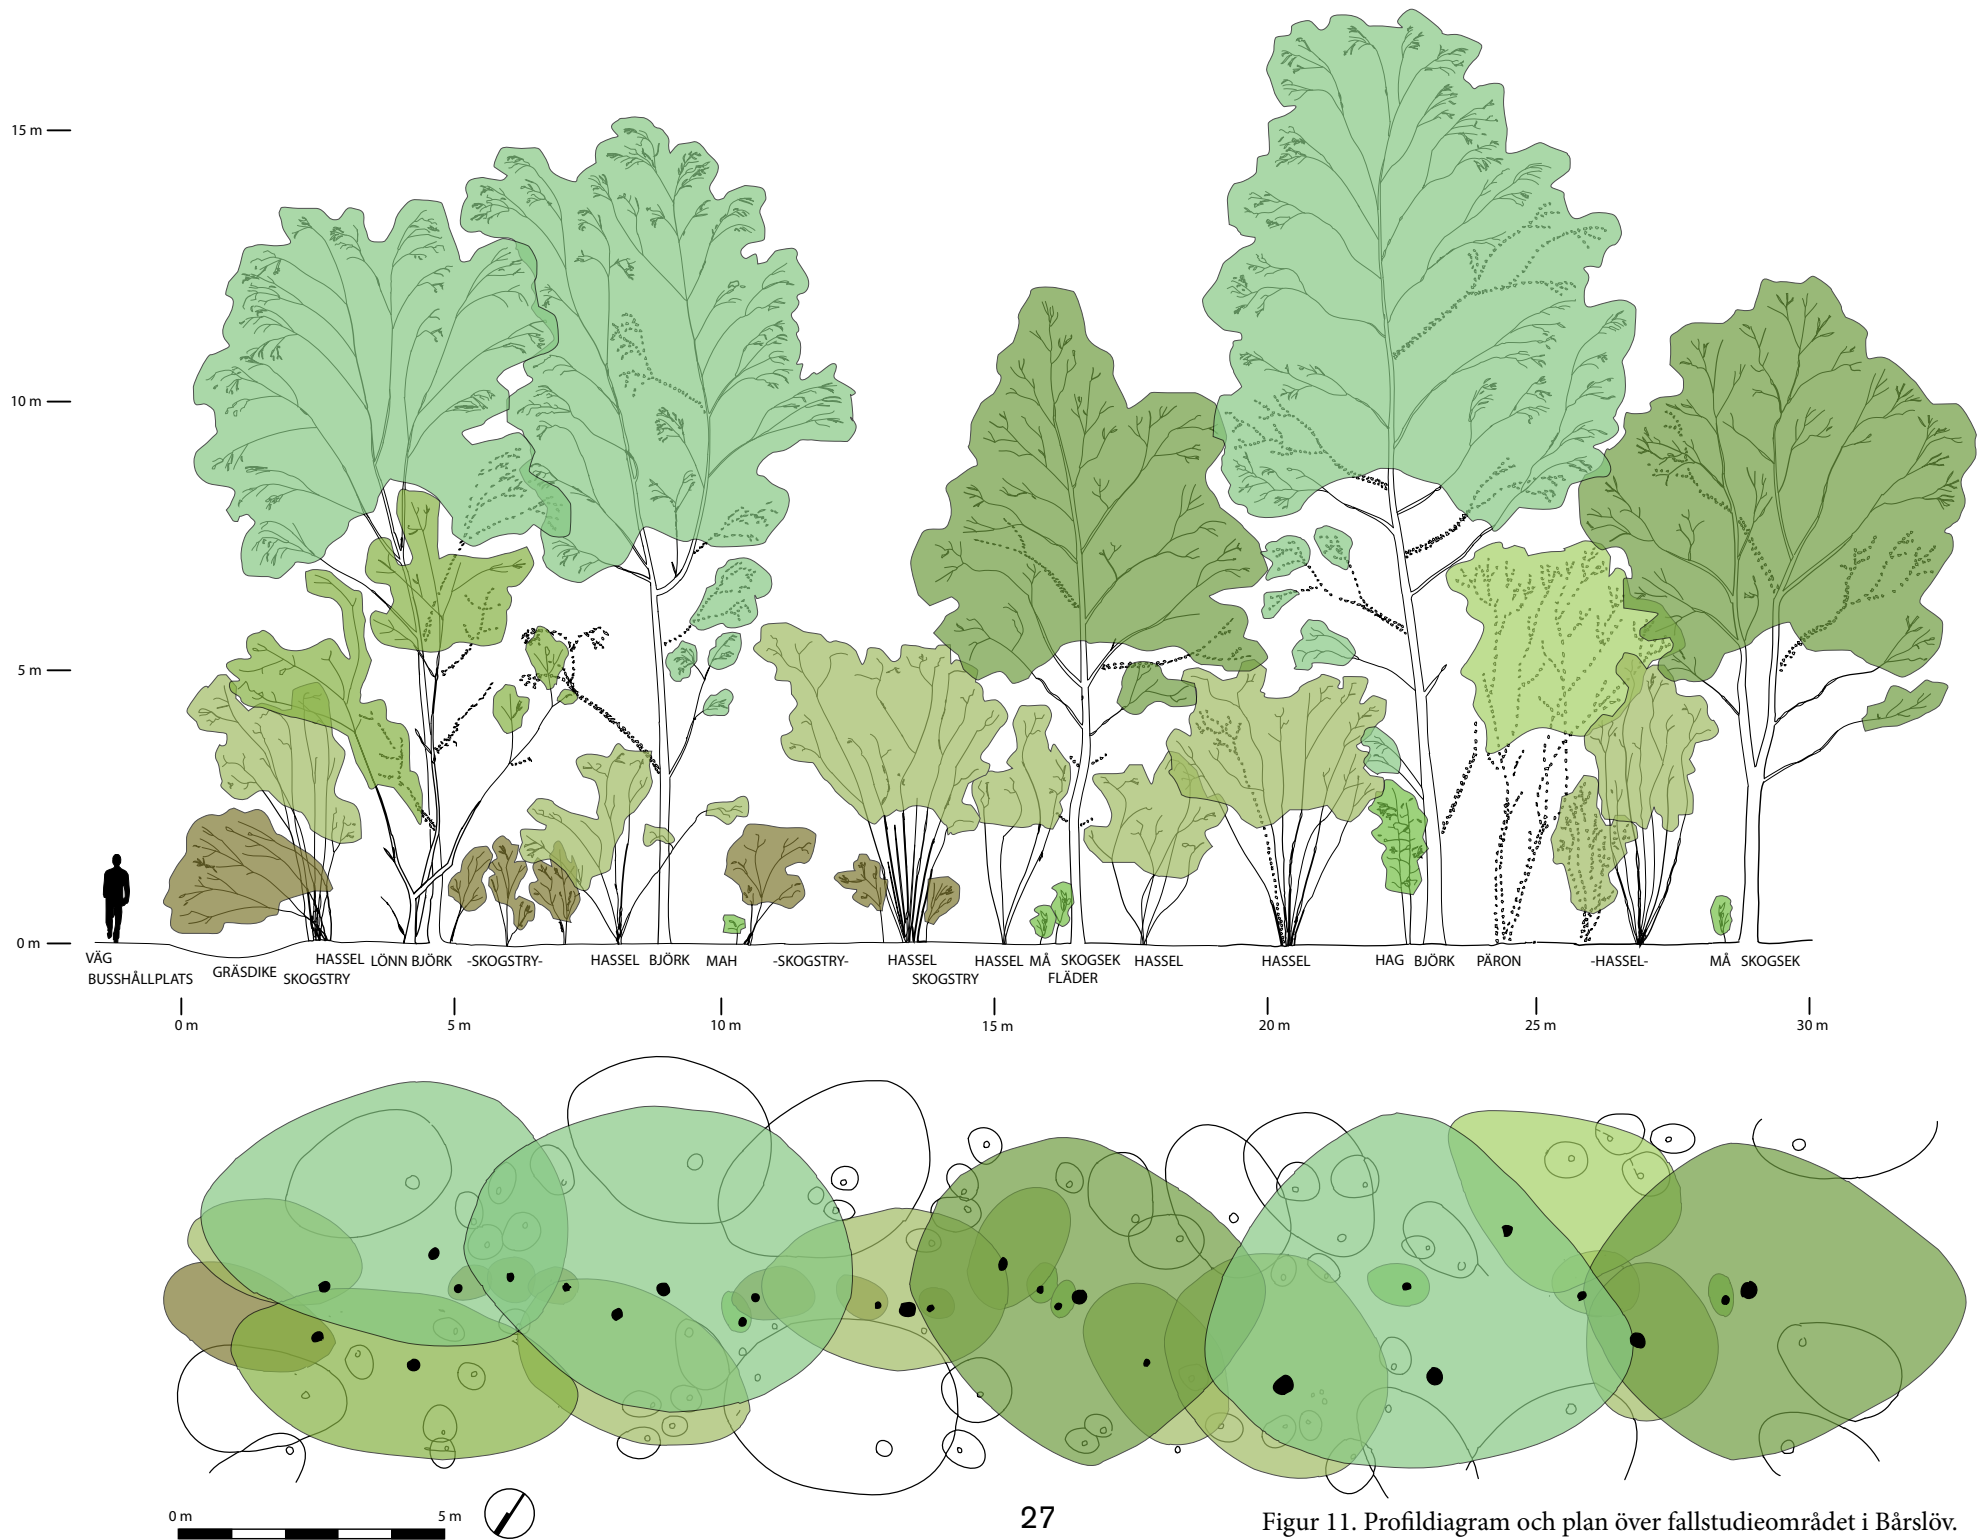 15 m
10 m
5 m
0 m
VÄG
BUSSHÅLLPLATS
GRÄSDIKE
SKOGSTRY
HASSEL
LÖNN
BJÖRK
-SKOGSTRY-
HASSEL
BJÖRK
MAH
-SKOGSTRY-
HASSEL
SKOGSTRY
HASSEL
MÅ
SKOGSEK
FLÄDER
HASSEL
HASSEL
HAG
BJÖRK
PÄRON
-HASSEL-
MÅ
SKOGSEK
0 m
5 m
10 m
15 m
20 m
25 m
30 m
0 m
5 m
27
Figur 11. Profildiagram och plan över fallstudieområdet i Bårslöv.